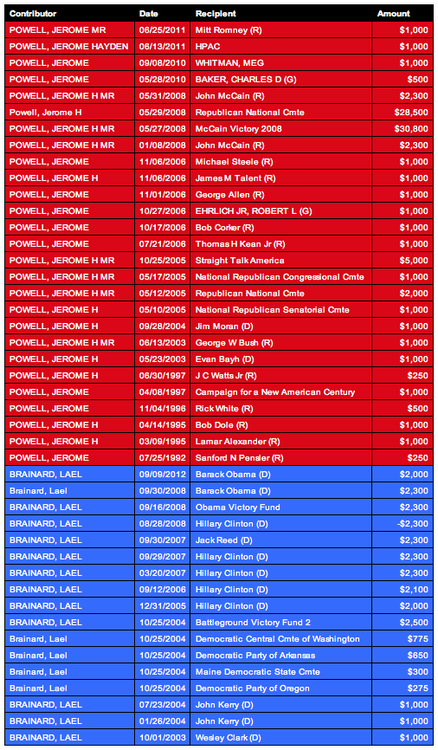 Contributor Date Recipient Amount
POWELL, JEROME MR 06/25/2011 Mitt Romney (R) $1,000
POWELL, JEROME HAYDEN 06/13/2011 HPAC $1,000
POWELL, JEROME 09/08/2010 WHITMAN, MEG $1,000
POWELL, JEROME 05/28/2010 BAKER, CHARLES D (G) $500
POWELL, JEROME H MR 05/31/2008 John McCain (R) $2,300
Powell, Jerome H 05/29/2008 Republican National Cmte $28,500
POWELL, JEROME H MR 05/27/2008 McCain Victory 2008 $30,800
POWELL, JEROME H MR 01/08/2008 John McCain (R) $2,300
POWELL, JEROME 11/06/2006 Michael Steele (R) $1,000
POWELL, JEROME H 11/06/2006 James M Talent (R) $1,000
POWELL, JEROME 11/01/2006 George Allen (R) $1,000
POWELL, JEROME 10/27/2006 EHRLICH JR, ROBERT L (G) $1,000
POWELL, JEROME 10/17/2006 Bob Corker (R) $1,000
POWELL, JEROME 07/21/2006 Thomas H Kean Jr (R) $1,000
POWELL, JEROME H MR 10/25/2005 Straight Talk America $5,000
POWELL, JEROME H MR 05/17/2005 National Republican Congressional Cmte $1,000
POWELL, JEROME H MR 05/12/2005 Republican National Cmte $2,000
POWELL, JEROME H 05/10/2005 National Republican Senatorial Cmte $1,000
POWELL, JEROME H 09/28/2004 Jim Moran (D) $1,000
POWELL, JEROME H MR 06/13/2003 George W Bush (R) $1,000
POWELL, JEROME H 05/23/2003 Evan Bayh (D) $1,000
POWELL, JEROME H 06/30/1997 J C Watts Jr (R) $250
POWELL, JEROME 04/08/1997 Campaign for a New American Century $1,000
POWELL, JEROME 11/04/1996 Rick White (R) $500
POWELL, JEROME H 04/14/1995 Bob Dole (R) $1,000
POWELL, JEROME H 03/09/1995 Lamar Alexander (R) $1,000
POWELL, JEROME 07/25/1992 Sanford N Pensler (R) $250
BRAINARD, LAEL 09/09/2012 Barack Obama (D) $2,000
Brainard, Lael 09/30/2008 Barack Obama (D) $2,300
BRAINARD, LAEL 09/16/2008 Obama Victory Fund $2,300
BRAINARD, LAEL 08/28/2008 Hillary Clinton (D) -$2,300
BRAINARD, LAEL 09/30/2007 Jack Reed (D) $2,300
BRAINARD, LAEL 09/29/2007 Hillary Clinton (D) $2,300
BRAINARD, LAEL 03/20/2007 Hillary Clinton (D) $2,300
BRAINARD, LAEL 09/12/2006 Hillary Clinton (D) $2,100
BRAINARD, LAEL 12/31/2005 Hillary Clinton (D) $2,000
BRAINARD, LAEL 10/25/2004 Battleground Victory Fund 2 $2,500
Brainard, Lael 10/25/2004 Democratic Central Cmte of Washington $775
Brainard, Lael 10/25/2004 Democratic Party of Arkansas $650
Brainard, Lael 10/25/2004 Maine Democratic State Cmte $300
Brainard, Lael 10/25/2004 Democratic Party of Oregon $275
BRAINARD, LAEL 07/23/2004 John Kerry (D) $1,000
BRAINARD, LAEL 01/26/2004 John Kerry (D) $1,000
BRAINARD, LAEL 10/01/2003 Wesley Clark (D) $1,000